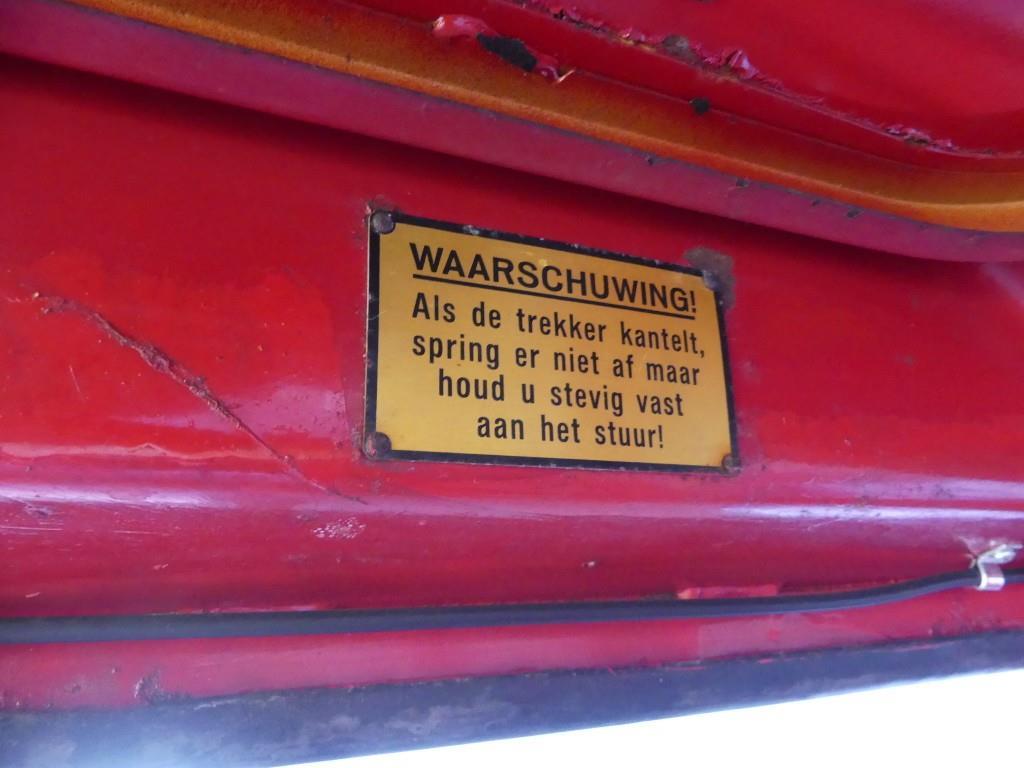 WAARSCHUWING!
Als de trekker kantelt,
spring er niet af maar
houd u stevig vast
aan het stuur!